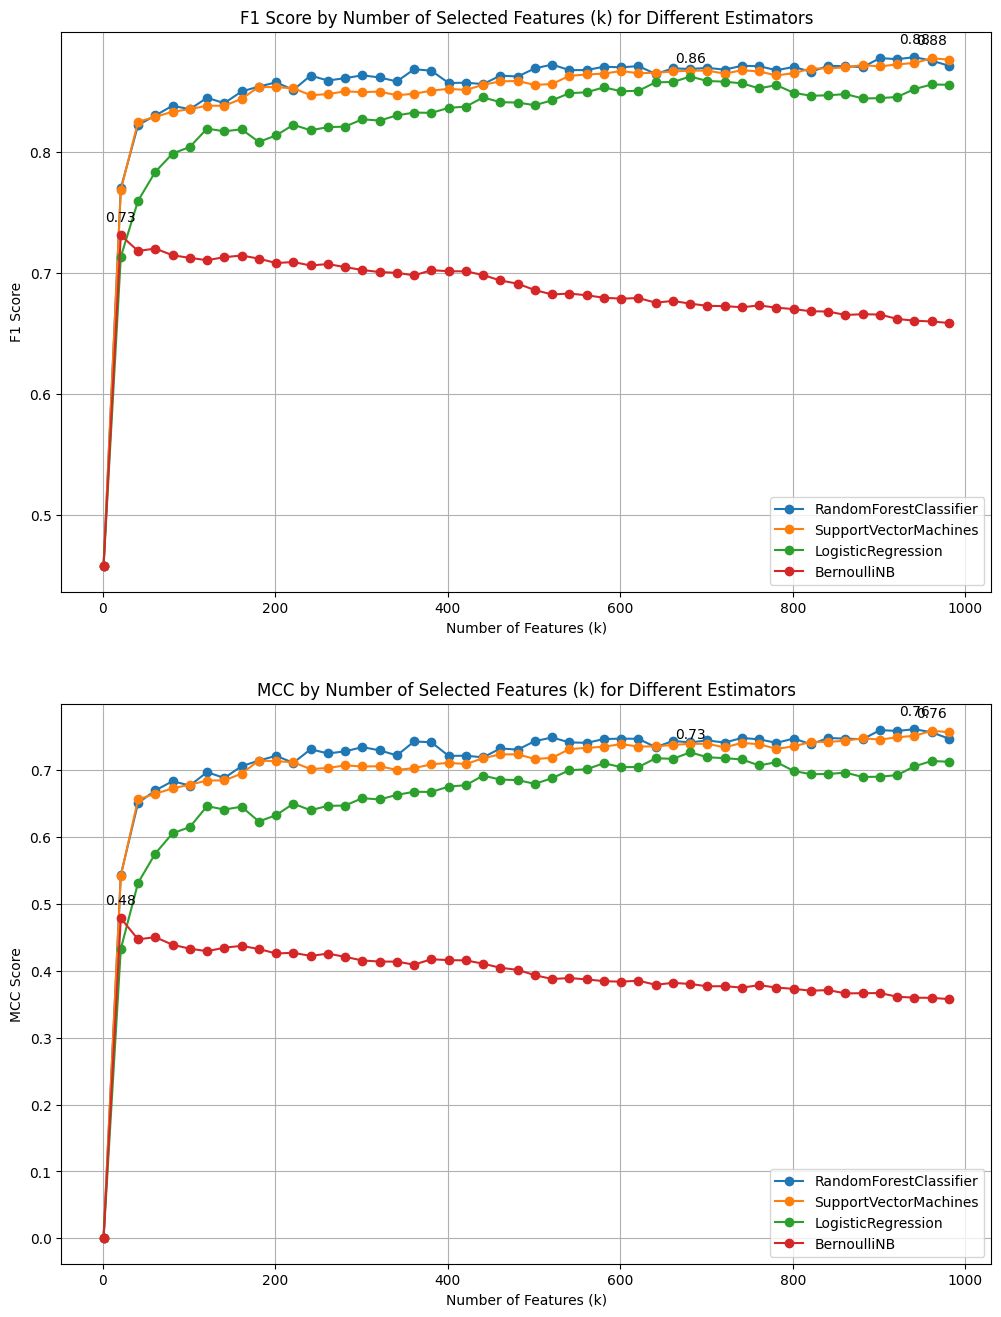 F1 Score by Number of Selected Features (k) for Different Estimators
0.88
0.88
0.86
0.73
0.8
0.7
0.6
0.5
F1 Score
RandomForestClassifier
SupportVectorMachines
LogisticRegression
BernoulliNB
0 200 400 600 800 1000
Number of Features (k)
MCC by Number of Selected Features (k) for Different Estimators
0.76
0.76
0.73
0.48
0.7
0.6
0.5
0.4
0.3
0.2
0.1
0.0
MCC Score
RandomForestClassifier
SupportVectorMachines
LogisticRegression
BernoulliNB
0 200 400 600 800 1000
Number of Features (k)